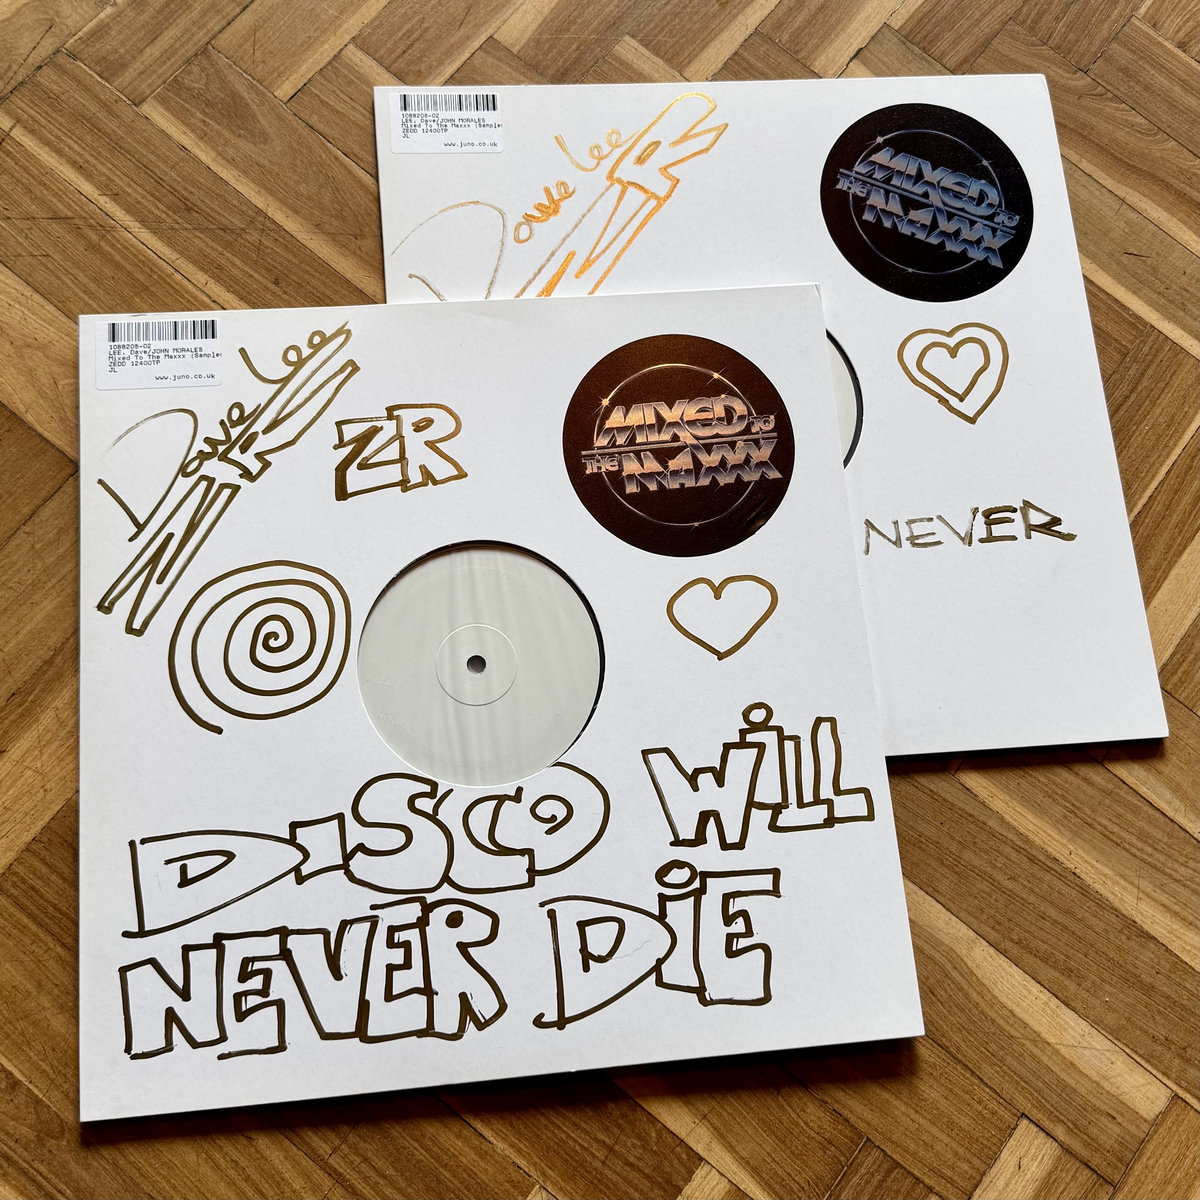 1088205-02
LEE, Dave/JOHN MORALES
Mixed To The Maxxx (Sample:
ZEDD 12400TP
JL
www.juno.co.uk
Dave Lee
MIXED TO
THE MAXXX
NEVER
1088205-02
LEE, Dave/JOHN MORALES
Mixed To The Maxxx (Sample:
ZEDD 12400TP
JL
www.juno.co.uk
Dave Lee
ZR
MIXED TO
THE MAXXX
DISCO WILL
NEVER DIE